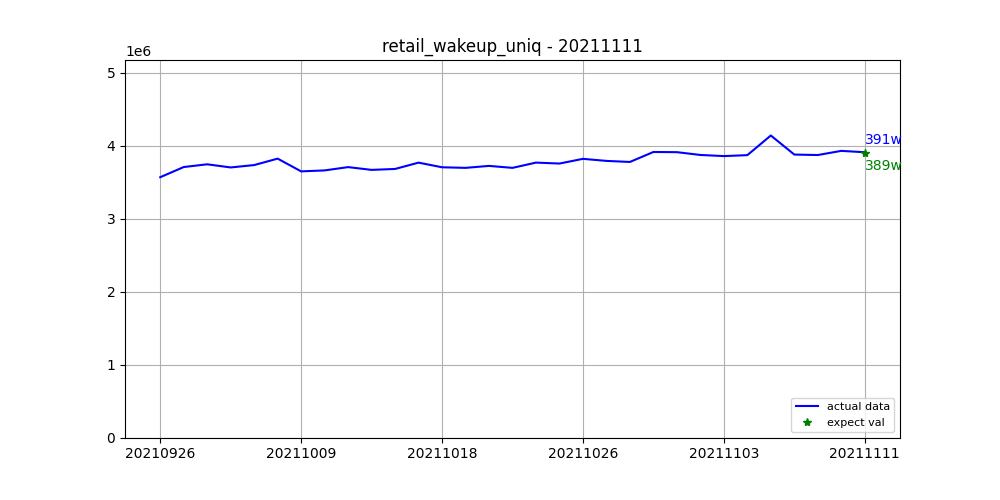 retail_wakeup_uniq - 20211111
1e6
5
4
3
2
1
0
391w
389w
actual data
expect val
20210926 20211009 20211018 20211026 20211103 20211111